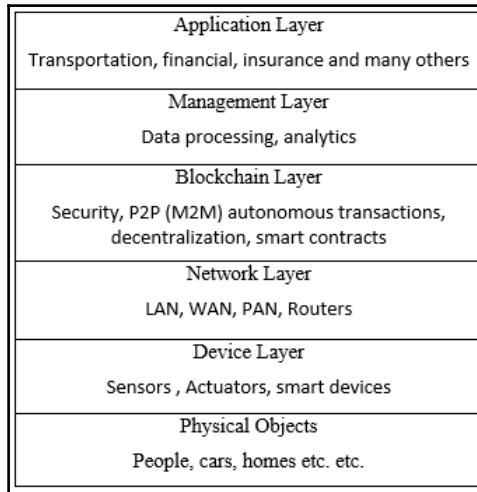 Application Layer
Transportation, financial, insurance and many others
Management Layer
Data processing, analytics
Blockchain Layer
Security, P2P (M2M) autonomous transactions,
decentralization, smart contracts
Network Layer
LAN, WAN, PAN, Routers
Device Layer
Sensors , Actuators, smart devices
Physical Objects
People, cars, homes etc. etc.